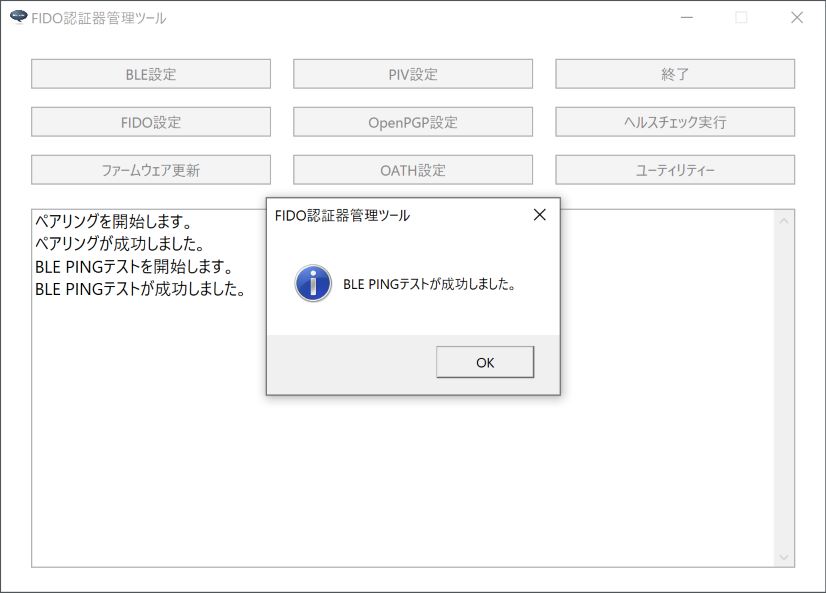 FIDO認証器管理ツール
BLE設定
PIV設定
終了
FIDO設定
OpenPGP設定
ヘルスチェック実行
ファームウェア更新
OATH設定
ユーティリティー
ペアリングを開始します。
ペアリングが成功しました。
BLE PINGテストを開始します。
BLE PINGテストが成功しました。
FIDO認証器管理ツール
BLE PINGテストが成功しました。
OK